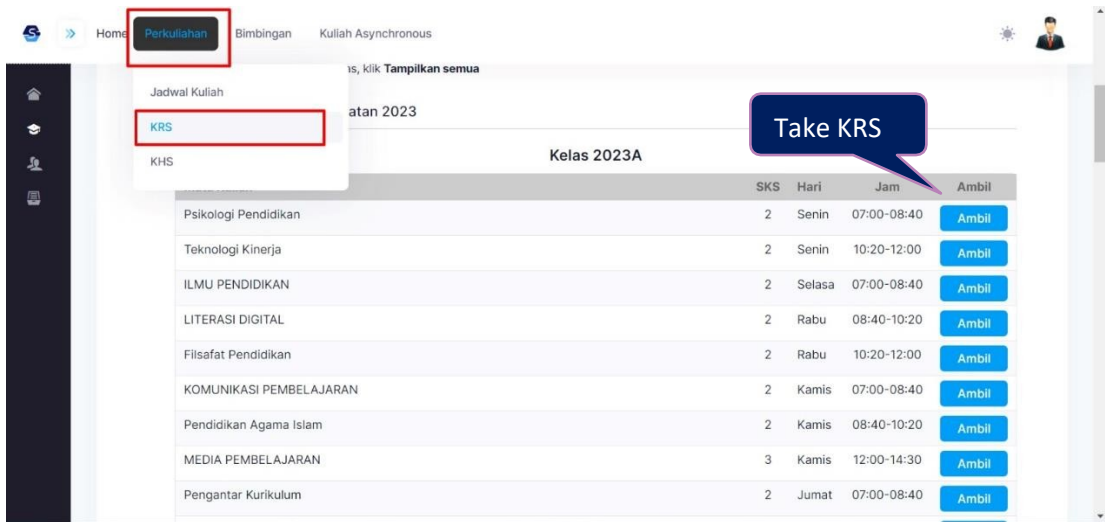 Home Perkuliahan Bimbingan Kuliah Asynchronous
klik Tampilkan semua
Jadwal Kuliah
KRS
KHS
atan 2023
Take KRS
Kelas 2023A
SKS Hari Jam Ambil
Psikologi Pendidikan 2 Senin 07:00-08:40 Ambil
Teknologi Kinerja 2 Senin 10:20-12:00 Ambil
ILMU PENDIDIKAN 2 Selasa 07:00-08:40 Ambil
LITERASI DIGITAL 2 Rabu 08:40-10:20 Ambil
Filsafat Pendidikan 2 Rabu 10:20-12:00 Ambil
KOMUNIKASI PEMBELAJARAN 2 Kamis 07:00-08:40 Ambil
Pendidikan Agama Islam 2 Kamis 08:40-10:20 Ambil
MEDIA PEMBELAJARAN 3 Kamis 12:00-14:30 Ambil
Pengantar Kurikulum 2 Jumat 07:00-08:40 Ambil